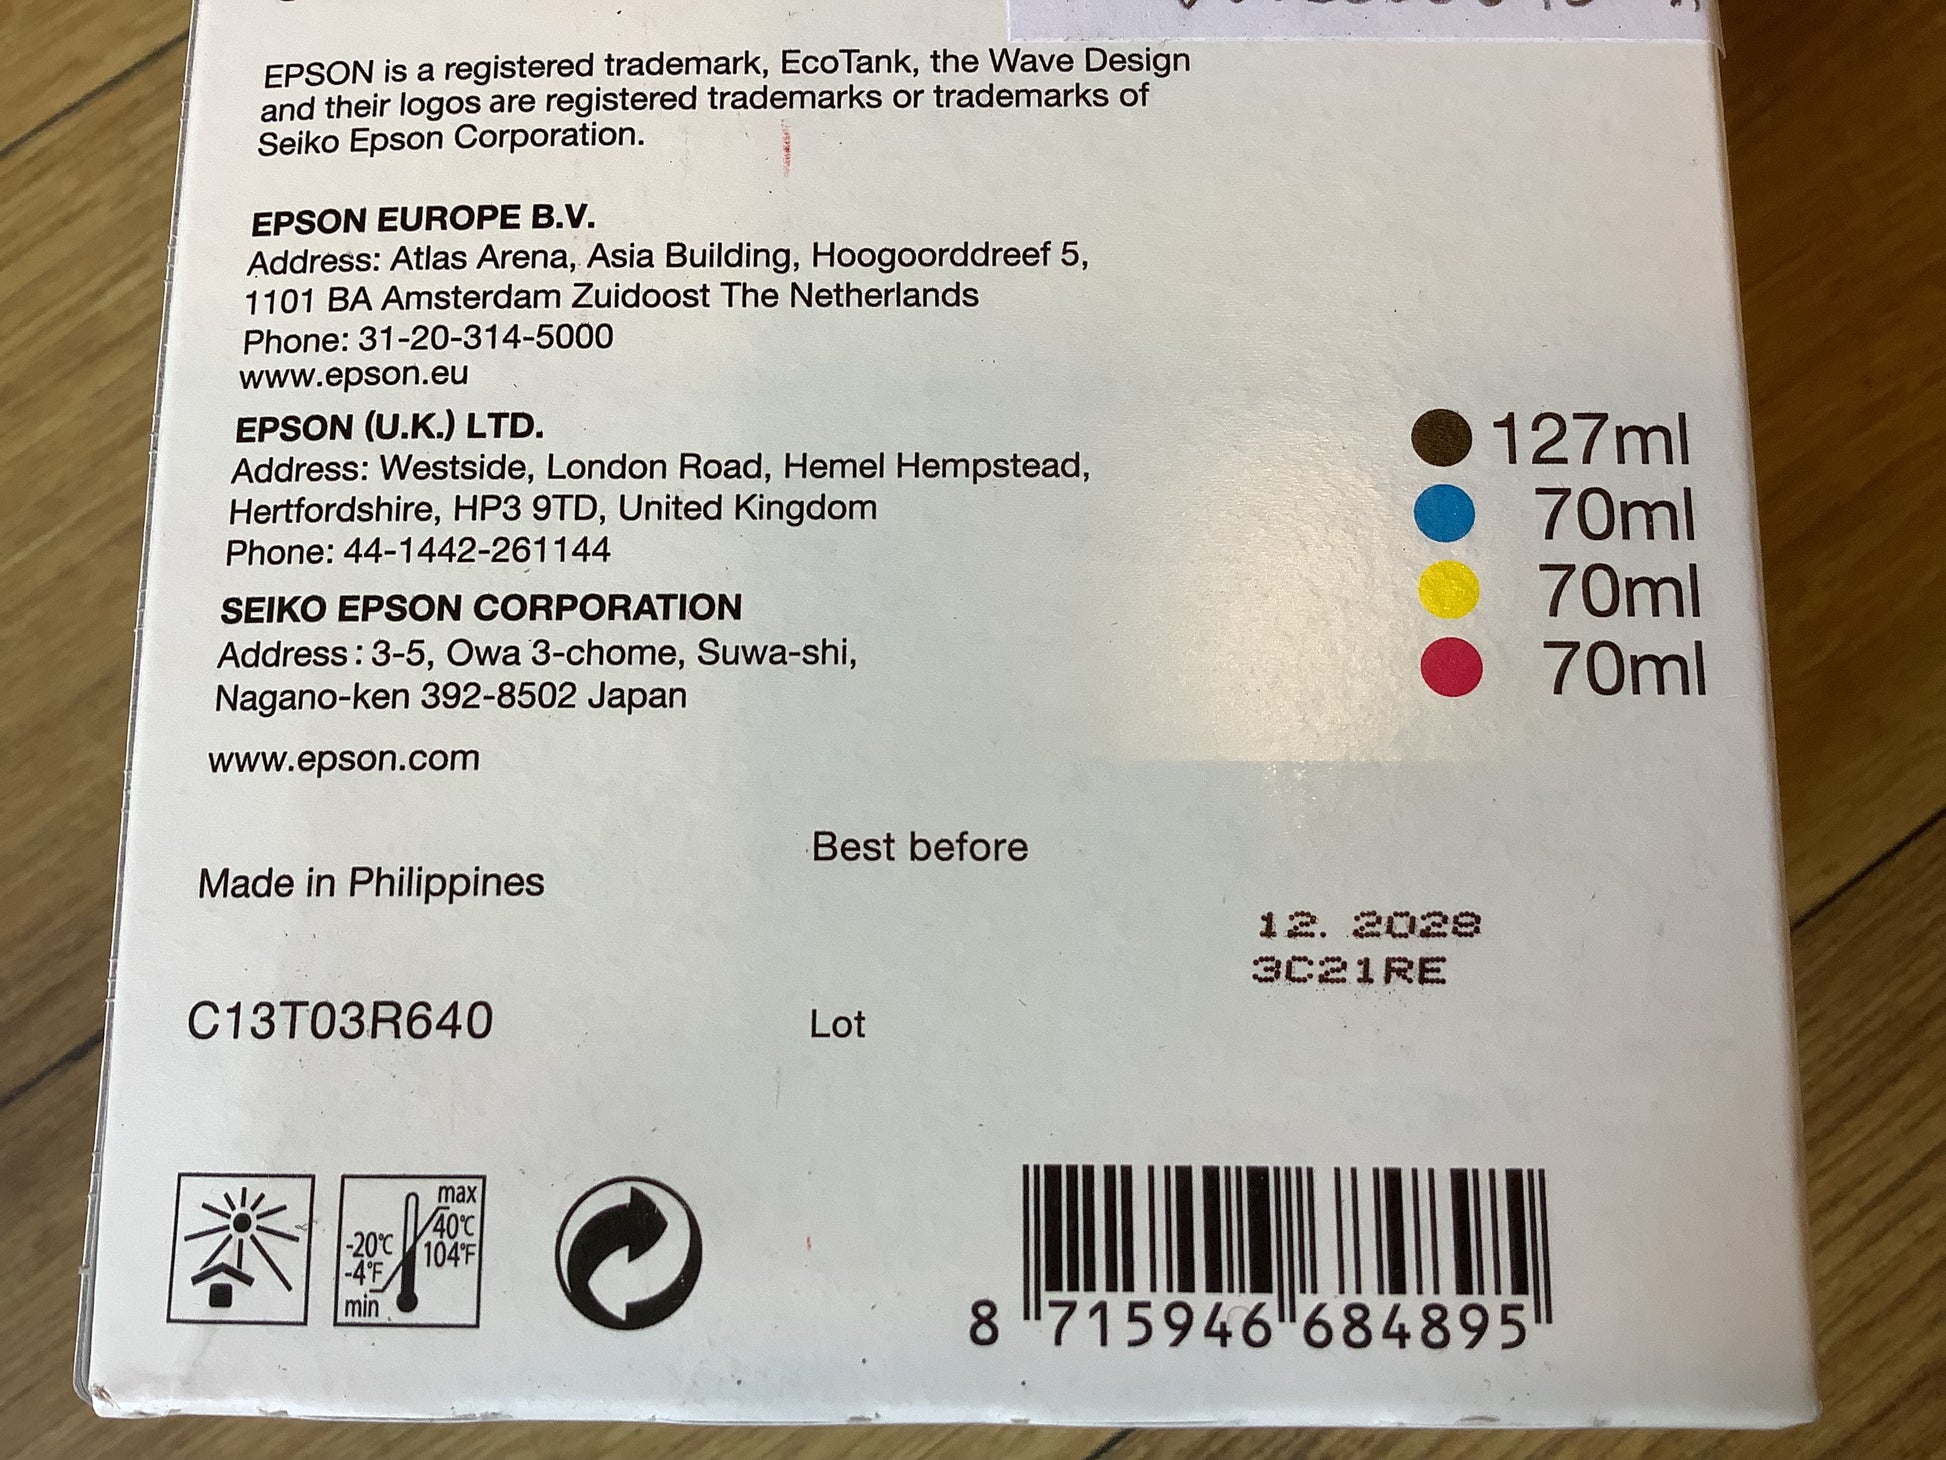 EPSON is a registered trademark, EcoTank, the Wave Design
and their logos are registered trademarks or trademarks of
Seiko Epson Corporation.
EPSON EUROPE B.V.
Address: Atlas Arena, Asia Building, Hoogoorddreef 5,
1101 BA Amsterdam Zuidoost The Netherlands
Phone: 31-20-314-5000
www.epson.eu
EPSON (U.K.) LTD.
Address: Westside, London Road, Hemel Hempstead,
Hertfordshire, HP3 9TD, United Kingdom
Phone: 44-1442-261144
SEIKO EPSON CORPORATION
Address : 3-5, Owa 3-chome, Suwa-shi,
Nagano-ken 392-8502 Japan
www.epson.com
127ml
70ml
70ml
70ml
Made in Philippines
Best before
12. 2028
3C21RE
C13T03R640
Lot
max
40℃
104°F
-20℃
-4°F
min
8 715946 684895